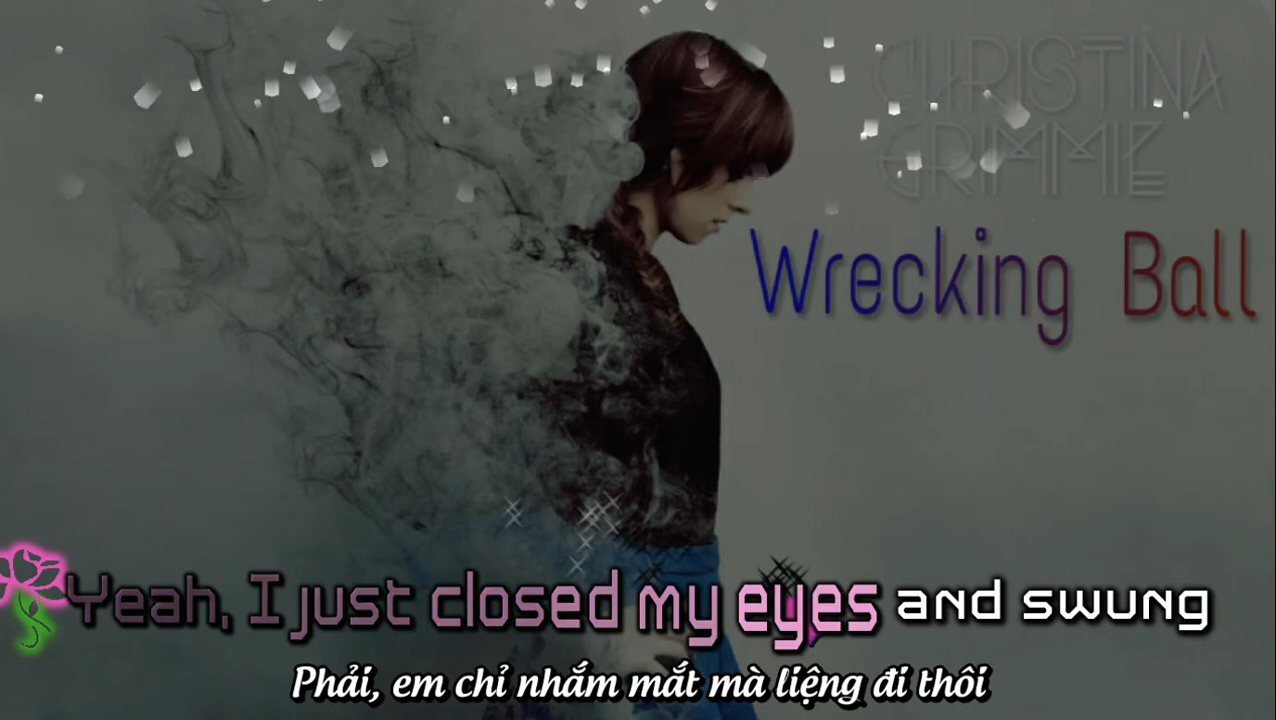 CHRISTINA
GRIMMIE
Wrecking Ball
Yeah, I just closed my eyes and swung
Phải, em chỉ nhắm mắt mà liệng đi thôi